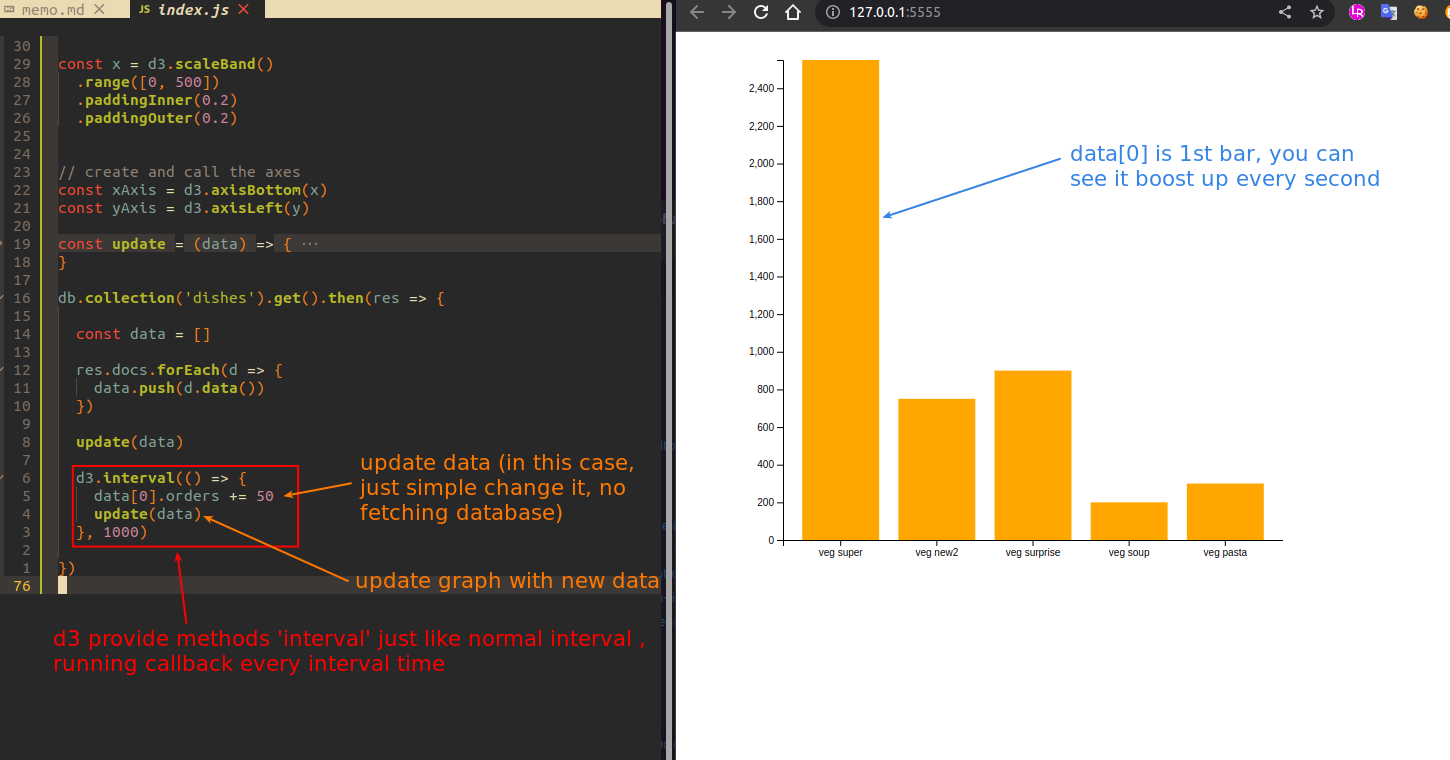 memo.md
JS index.js
30
29 const x = d3.scaleBand()
28 .range([0, 500])
27 .paddingInner(0.2)
26 .paddingOuter(0.2)
25
24
23 // create and call the axes
22 const xAxis = d3.axisBottom(x)
21 const yAxis = d3.axisLeft(y)
20
19 const update = (data) => { ···
18 }
17
16 db.collection('dishes').get().then(res => {
15
14 const data = []
13
12 res.docs.forEach(d => {
11 data.push(d.data())
10 })
9
8 update(data)
7
6 d3.interval(() => {
5 data[0].orders += 50
4 update(data)
3 }, 1000)
2
1 })
76
update data (in this case,
just simple change it, no
fetching database)
update graph with new data
d3 provide methods 'interval' just like normal interval ,
running callback every interval time
127.0.0.1:5555
LR
2,400
2,200
2,000
1,800
1,600
1,400
1,200
1,000
800
600
400
200
0
veg super veg new2 veg surprise veg soup veg pasta
data[0] is 1st bar, you can
see it boost up every second